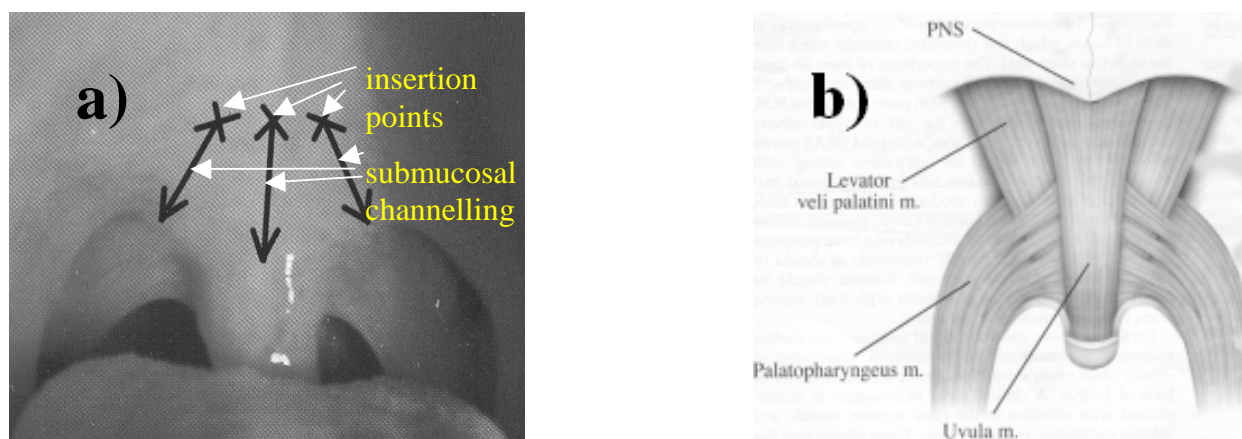 a)
insertion
points
submucosal
channelling
b)
PNS
Levator
veli palatini m.
Palatopharyngeus m.
Uvula m.